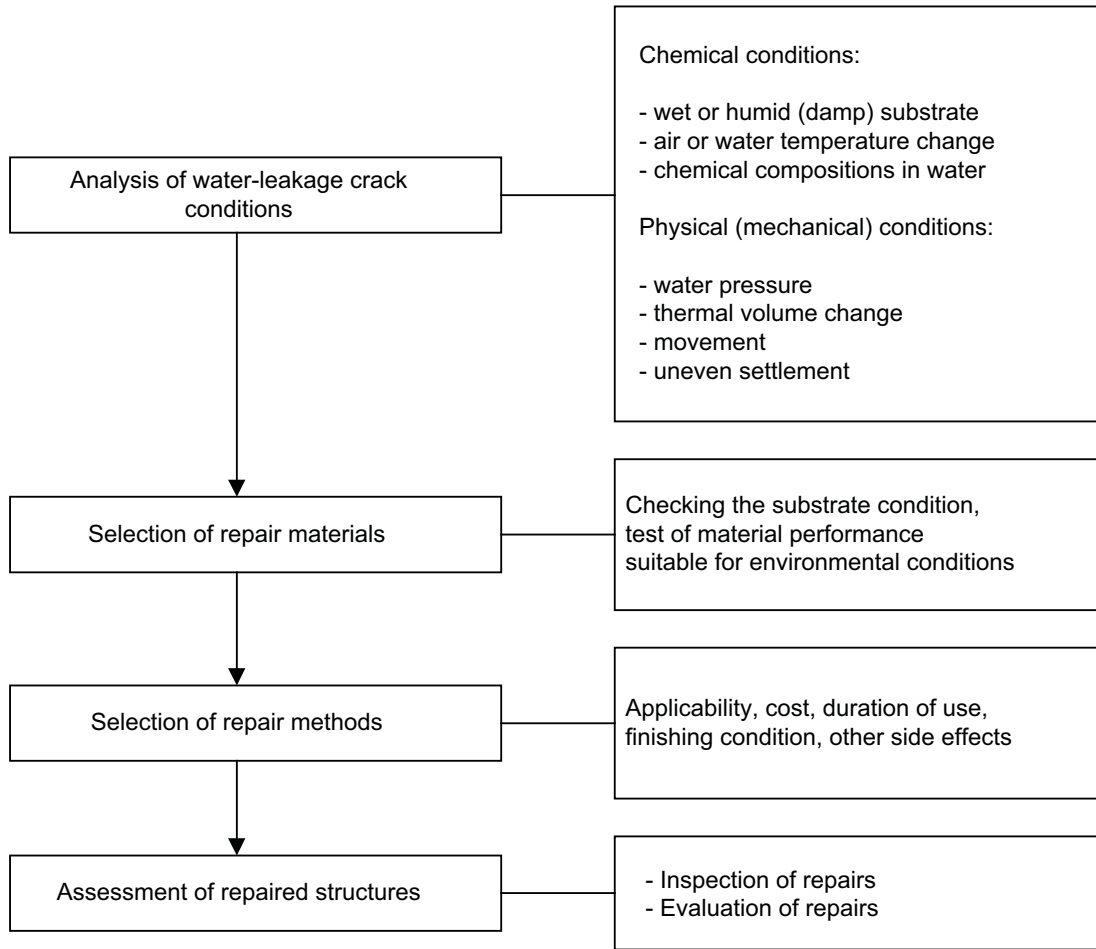 Analysis of water-leakage crack
conditions
Chemical conditions:
- wet or humid (damp) substrate
- air or water temperature change
- chemical compositions in water
Physical (mechanical) conditions:
- water pressure
- thermal volume change
- movement
- uneven settlement
Selection of repair materials
Checking the substrate condition,
test of material performance
suitable for environmental conditions
Selection of repair methods
Applicability, cost, duration of use,
finishing condition, other side effects
Assessment of repaired structures
- Inspection of repairs
- Evaluation of repairs